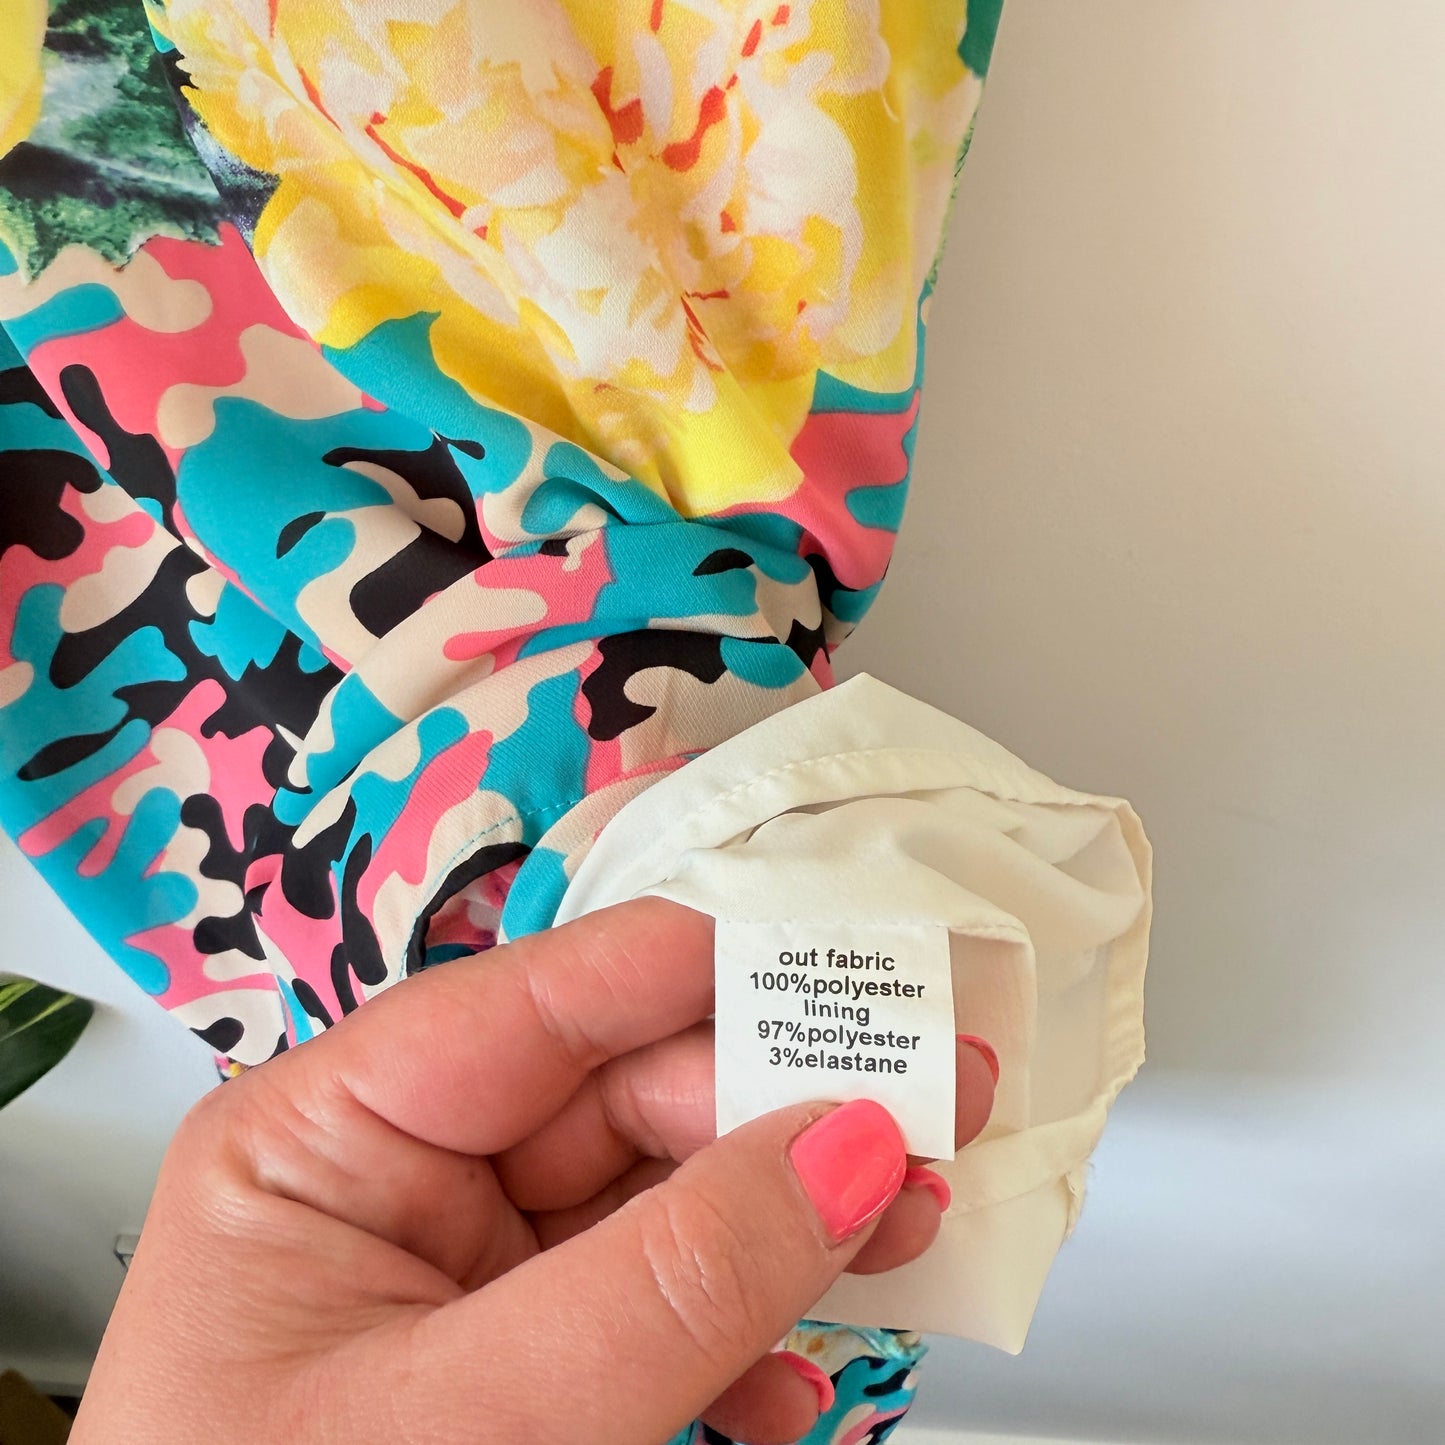 out fabric
100%polyester
lining
97%polyester
3%elastane